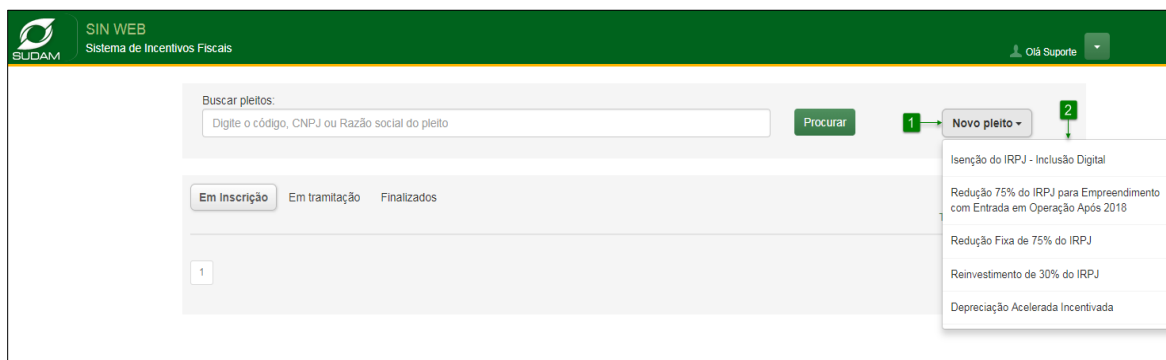 SUDAM
SIN WEB
Sistema de Incentivos Fiscais
Olá Suporte
Buscar pleitos:
Digite o código, CNPJ ou Razão social do pleito
Procurar
1
Novo pleito
2
Isenção do IRPJ - Inclusão Digital
Redução 75% do IRPJ para Empreendimento
com Entrada em Operação Após 2018
Redução Fixa de 75% do IRPJ
Reinvestimento de 30% do IRPJ
Depreciação Acelerada Incentivada
Em Inscrição
Em tramitação
Finalizados
1